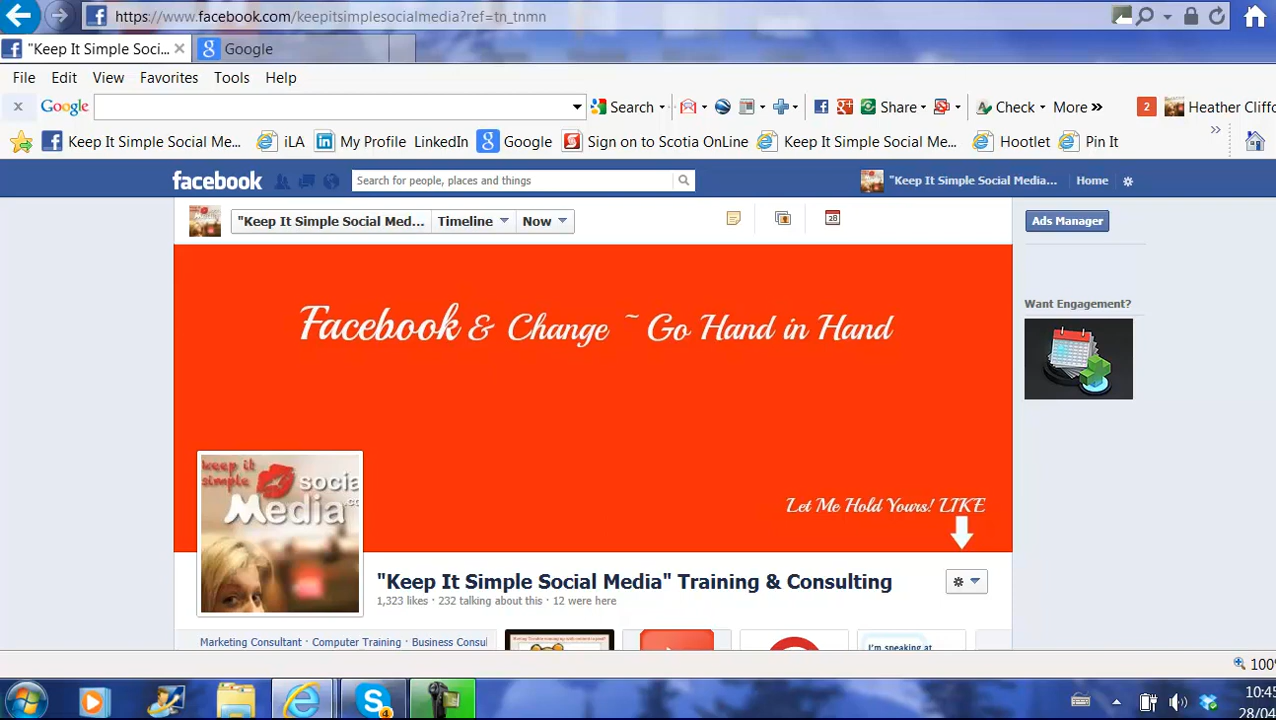 https://www.facebook.com/keepitsimplesocialmedia?ref=tn_tnmn
"Keep It Simple Soci...
Google
File Edit View Favorites Tools Help
Google
Search
Share
Check
More
2
Heather Cliffo
Keep It Simple Social Me...
iLA
My Profile LinkedIn
Google
Sign on to Scotia OnLine
Keep It Simple Social Me...
Hootlet
Pin It
facebook
Search for people, places and things
"Keep It Simple Social Media...
Home
"Keep It Simple Social Med...
Timeline
Now
28
Ads Manager
Facebook & Change ~ Go Hand in Hand
Want Engagement?
Let Me Hold Yours! LIKE
keep it
simple
social
Media
"Keep It Simple Social Media" Training & Consulting
1,323 likes · 232 talking about this · 12 were here
Marketing Consultant · Computer Training · Business Consul
I'm speaking at
100%
4
10:45
28/04